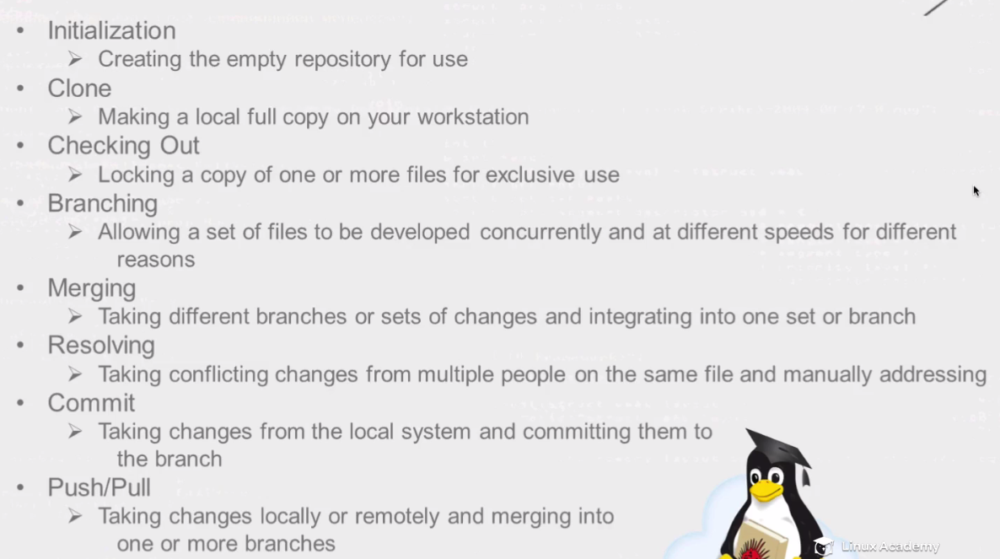 • Initialization
➢ Creating the empty repository for use
• Clone
➢ Making a local full copy on your workstation
• Checking Out
➢ Locking a copy of one or more files for exclusive use
• Branching
➢ Allowing a set of files to be developed concurrently and at different speeds for different
reasons
• Merging
➢ Taking different branches or sets of changes and integrating into one set or branch
• Resolving
➢ Taking conflicting changes from multiple people on the same file and manually addressing
• Commit
➢ Taking changes from the local system and committing them to
the branch
• Push/Pull
➢ Taking changes locally or remotely and merging into
one or more branches
Linux Academy